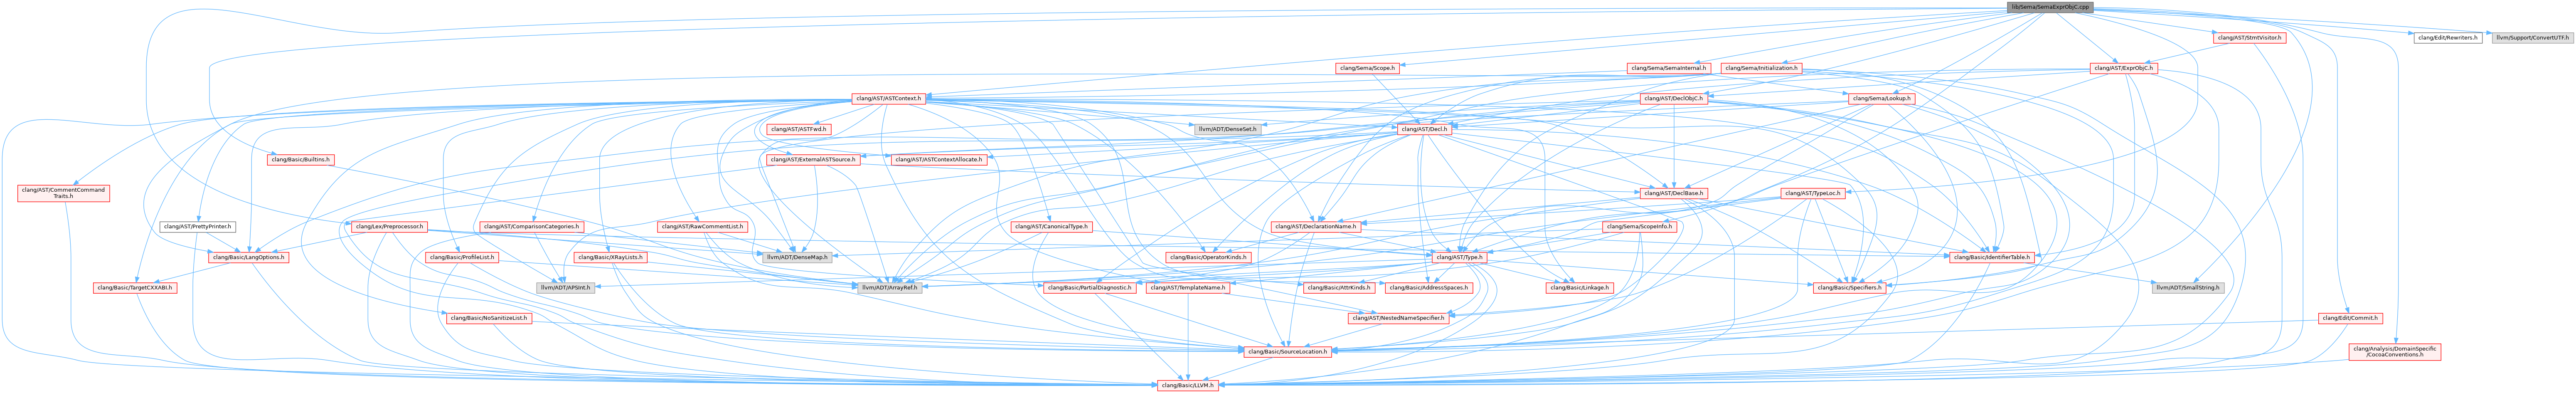 lib/Sema/SemaExprObjC.cpp
clang/AST/StmtVisitor.h
clang/Edit/Rewriters.h
llvm/Support/ConvertUTF.h
clang/Sema/Scope.h
clang/Sema/SemaInternal.h
clang/Sema/Initialization.h
clang/AST/ExprObjC.h
clang/AST/ASTContext.h
clang/AST/DeclObjC.h
clang/Sema/Lookup.h
clang/AST/ASTFwd.h
llvm/ADT/DenseSet.h
clang/AST/Decl.h
clang/Basic/Builtins.h
clang/AST/ExternalASTSource.h
clang/AST/ASTContextAllocate.h
clang/AST/CommentCommand
Traits.h
clang/AST/DeclBase.h
clang/AST/TypeLoc.h
clang/AST/PrettyPrinter.h
clang/Lex/Preprocessor.h
clang/AST/ComparisonCategories.h
clang/AST/RawCommentList.h
clang/AST/CanonicalType.h
clang/AST/DeclarationName.h
clang/Sema/ScopeInfo.h
clang/Basic/LangOptions.h
clang/Basic/ProfileList.h
clang/Basic/XRayLists.h
llvm/ADT/DenseMap.h
clang/Basic/OperatorKinds.h
clang/AST/Type.h
clang/Basic/IdentifierTable.h
clang/Basic/TargetCXXABI.h
llvm/ADT/APSInt.h
llvm/ADT/ArrayRef.h
clang/Basic/PartialDiagnostic.h
clang/AST/TemplateName.h
clang/Basic/AttrKinds.h
clang/Basic/AddressSpaces.h
clang/Basic/Linkage.h
clang/Basic/Specifiers.h
llvm/ADT/SmallString.h
clang/Basic/NoSanitizeList.h
clang/AST/NestedNameSpecifier.h
clang/Edit/Commit.h
clang/Basic/SourceLocation.h
clang/Analysis/DomainSpecific
/CocoaConventions.h
clang/Basic/LLVM.h